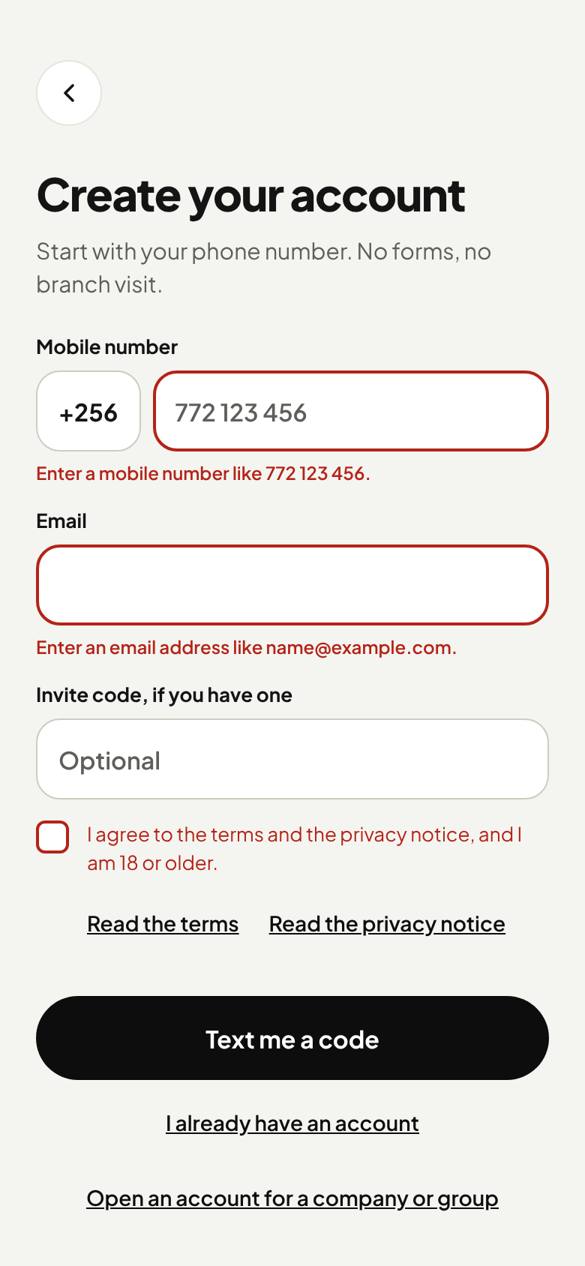 Create your account
Start with your phone number. No forms, no
branch visit.
Mobile number
+256
772 123 456
Enter a mobile number like 772 123 456.
Email
Enter an email address like name@example.com.
Invite code, if you have one
Optional
I agree to the terms and the privacy notice, and I
am 18 or older.
Read the terms
Read the privacy notice
Text me a code
I already have an account
Open an account for a company or group